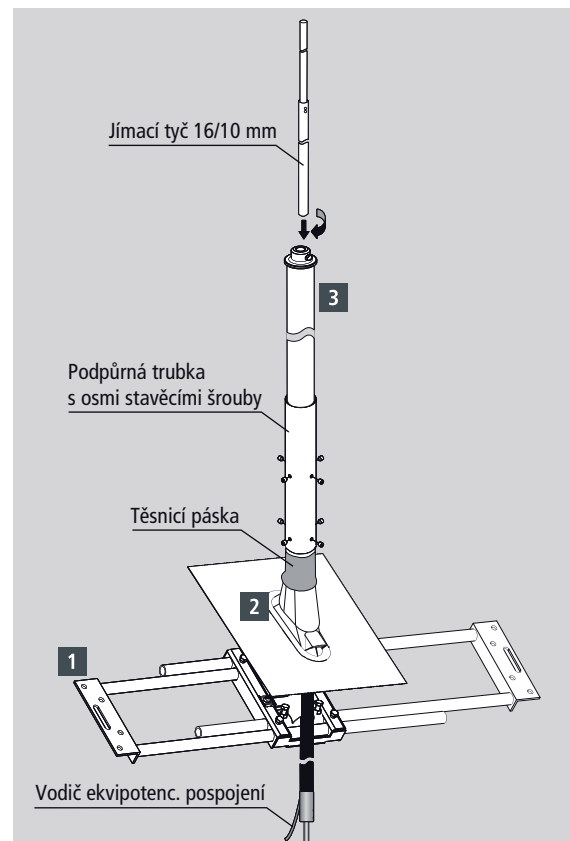 Jímací tyč 16/10 mm
3
Podpůrná trubka
s osmi stavěcími šrouby
Těsnicí páska
2
1
Vodič ekvipotenc. pospojení